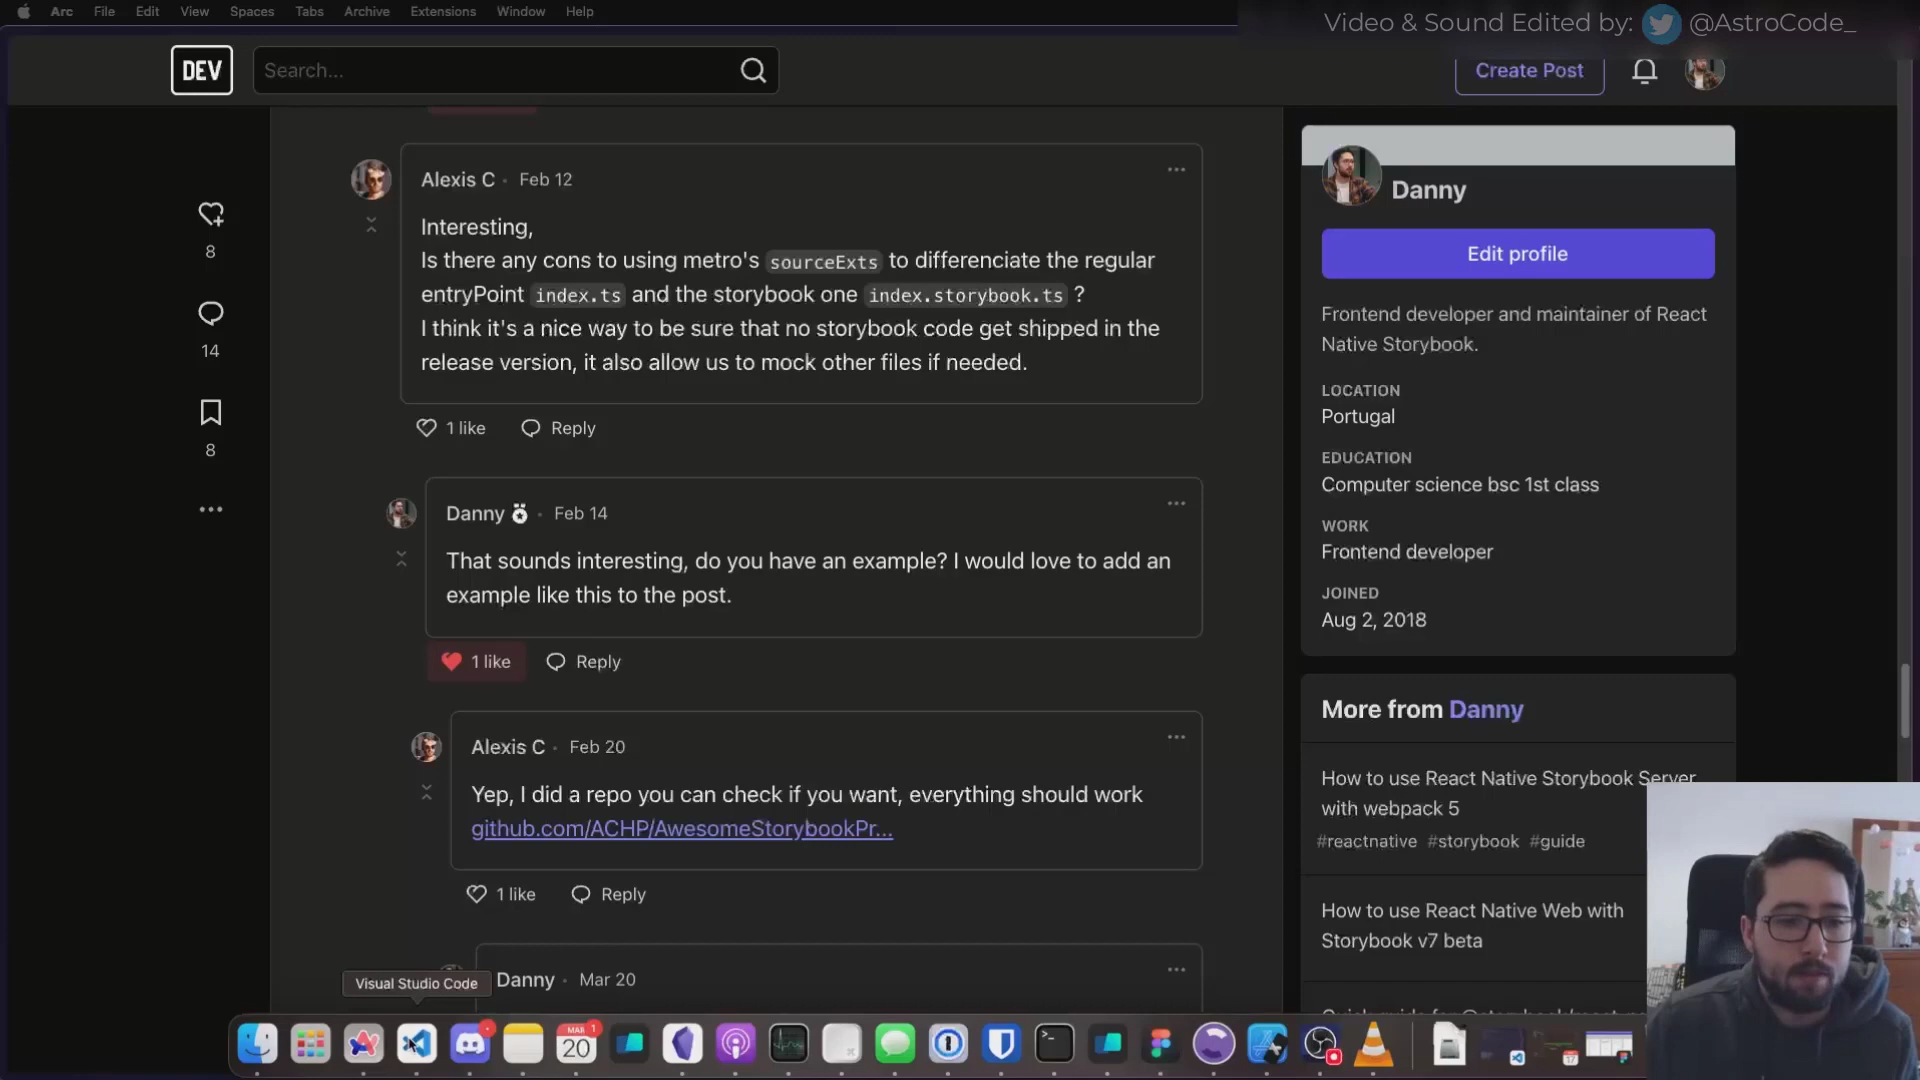 Arc File Edit View Spaces Tabs Archive Extensions Window Help
Video & Sound Edited by: @AstroCode_
DEV
Search...
Create Post
8
14
8
Alexis C · Feb 12
Interesting,
Is there any cons to using metro's sourceExts to differenciate the regular
entryPoint index.ts and the storybook one index.storybook.ts ?
I think it's a nice way to be sure that no storybook code get shipped in the
release version, it also allow us to mock other files if needed.
1 like Reply
Danny · Feb 14
That sounds interesting, do you have an example? I would love to add an
example like this to the post.
1 like Reply
Alexis C · Feb 20
Yep, I did a repo you can check if you want, everything should work
github.com/ACHP/AwesomeStorybookPr...
1 like Reply
Danny · Mar 20
Visual Studio Code
Danny
Edit profile
Frontend developer and maintainer of React
Native Storybook.
LOCATION
Portugal
EDUCATION
Computer science bsc 1st class
WORK
Frontend developer
JOINED
Aug 2, 2018
More from Danny
How to use React Native Storybook Server
with webpack 5
#reactnative #storybook #guide
How to use React Native Web with
Storybook v7 beta
MAR 1
20
17